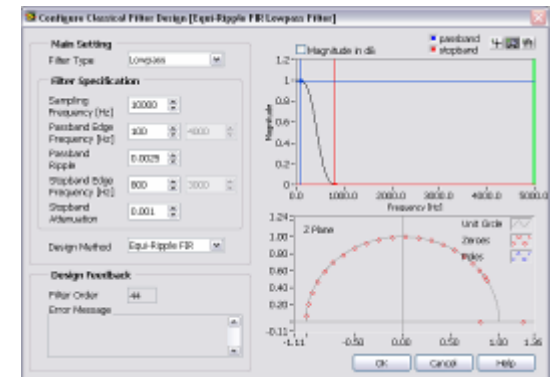 Configure Classical Filter Design [Equi-Ripple FIR Lowpass Filter]
Main Setting
Filter Type
Lowpass
Filter Specification
Sampling Frequency [Hz]
10000
Passband Edge Frequency [Hz]
100
4000
Passband Ripple
0.0025
Stopband Edge Frequency [Hz]
800
3000
Stopband Attenuation
0.001
Design Method
Equi-Ripple FIR
Design Feedback
Filter Order
44
Error Message
Magnitude in dB
passband
stopband
Magnitude
1.2
1
0.8
0.6
0.4
0.2
0.0
0.0 1000.0 2000.0 3000.0 4000.0 5000.0
Frequency [Hz]
Z Plane
Unit Circle
Zeroes
Poles
1.24
1.00
0.80
0.60
0.40
0.20
-0.11
-1.11 -0.50 0.00 0.50 1.00 1.36
OK
Cancel
Help